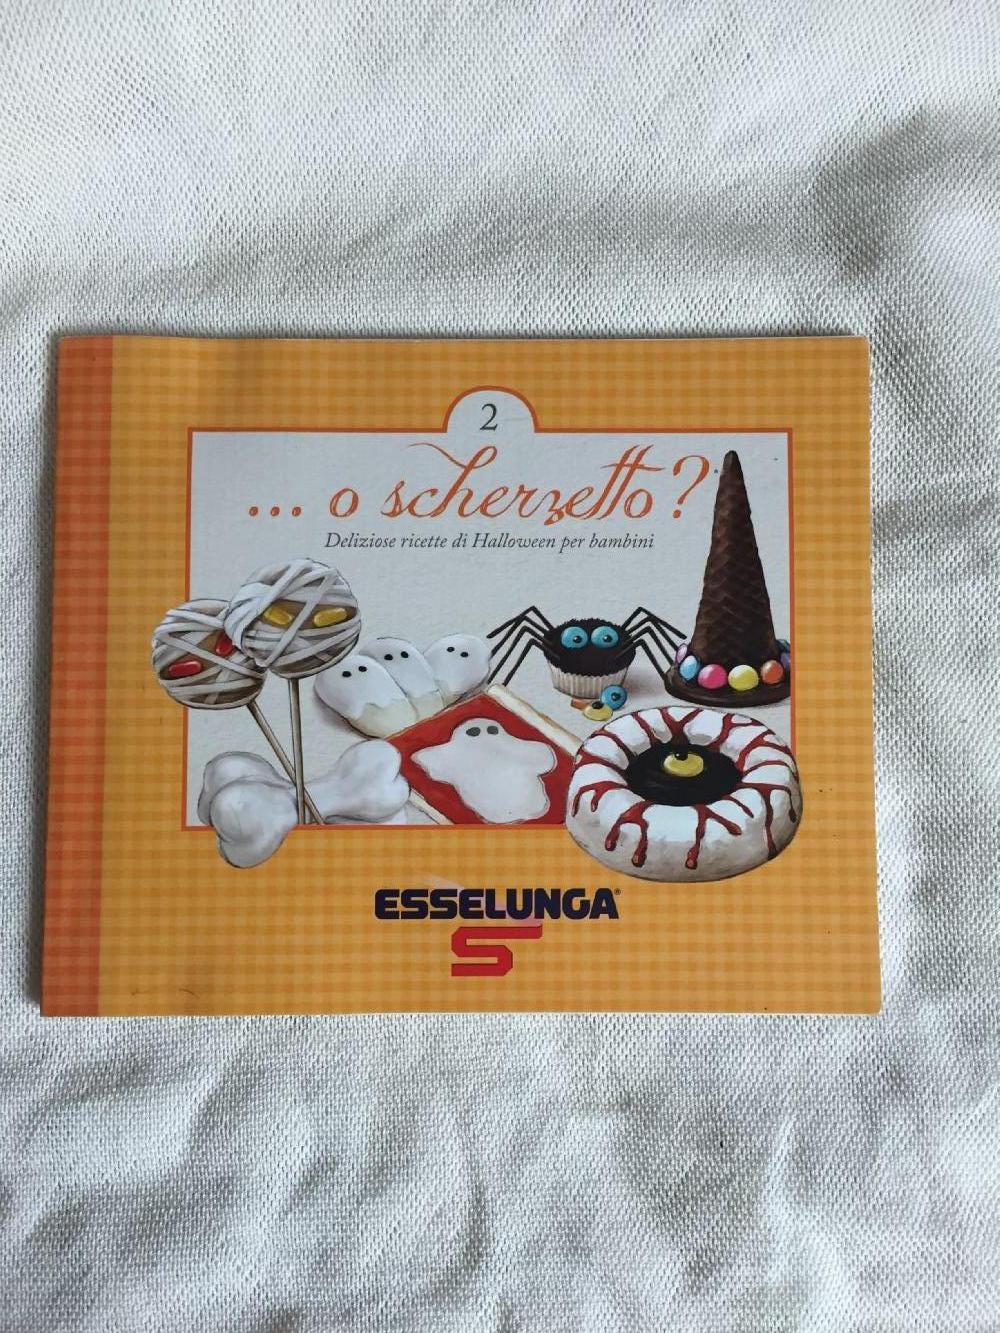 2
... o scherzetto?
Deliziose ricette di Halloween per bambini
ESSELUNGA®
S